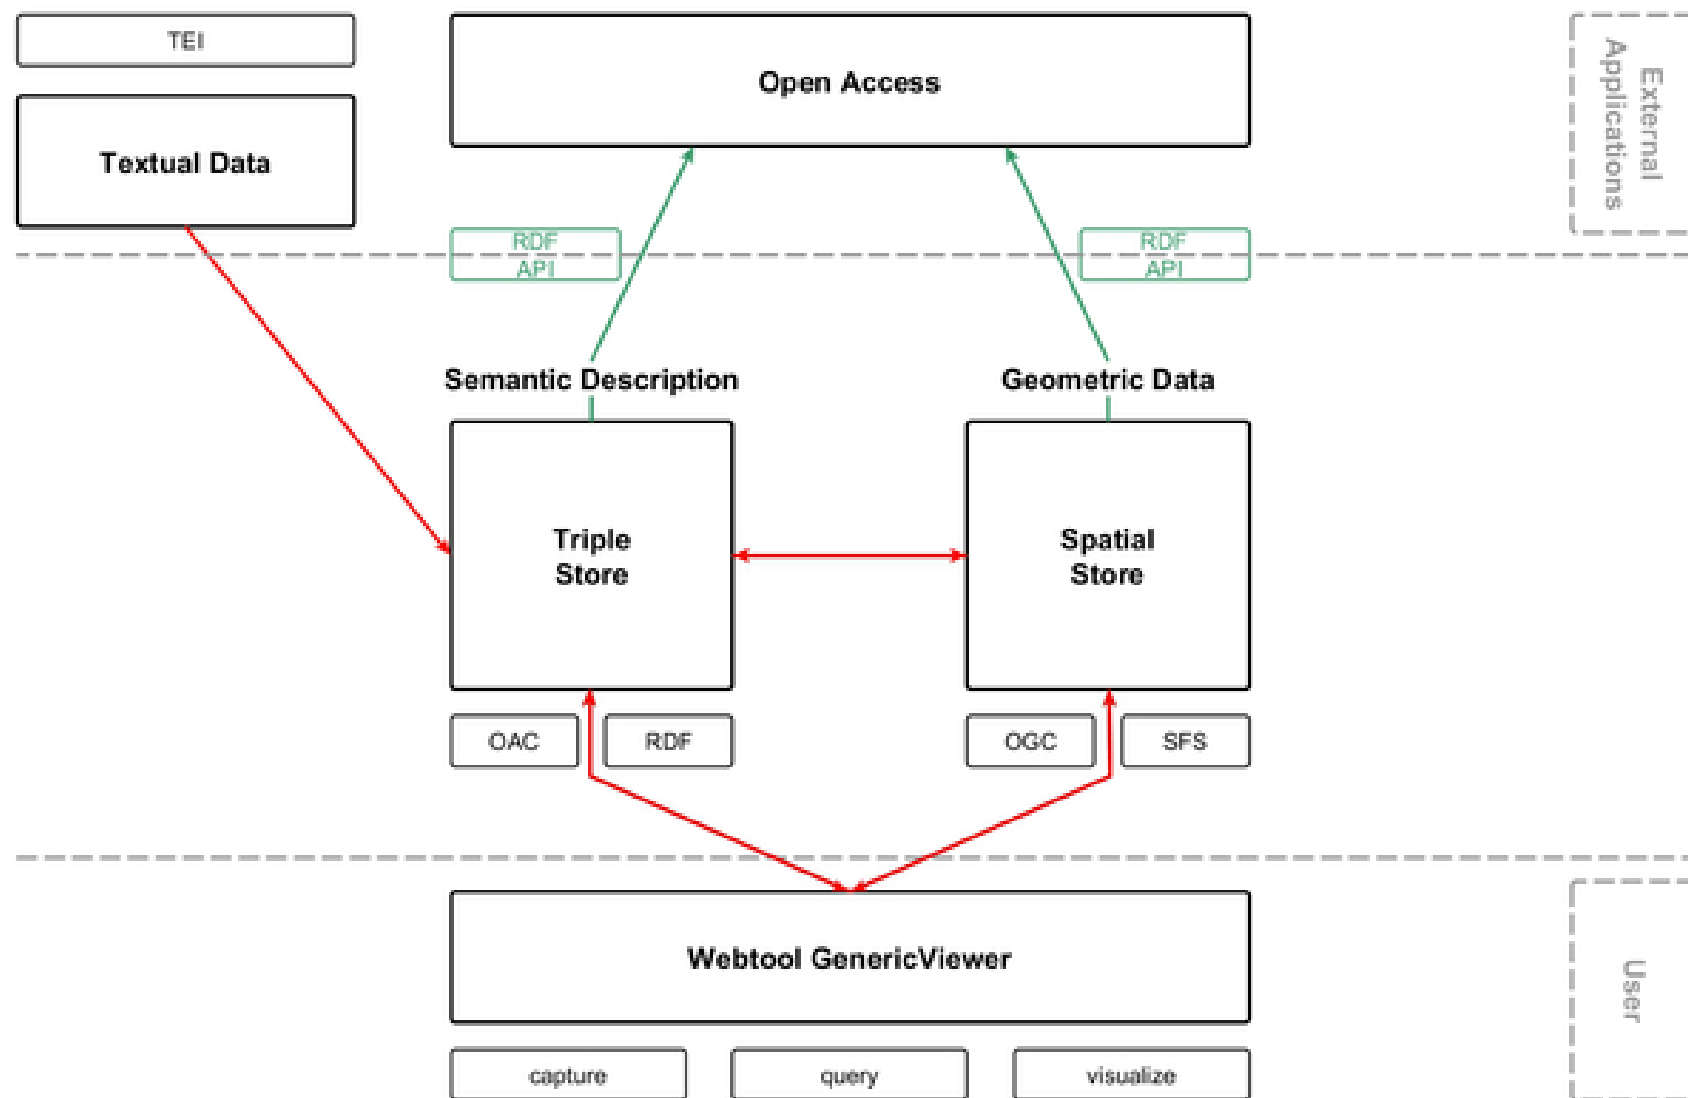 TEI
Open Access
External
Applications
Textual Data
RDF
API
RDF
API
Semantic Description
Geometric Data
Triple
Store
Spatial
Store
OAC
RDF
OGC
SFS
Webtool GenericViewer
User
capture
query
visualize